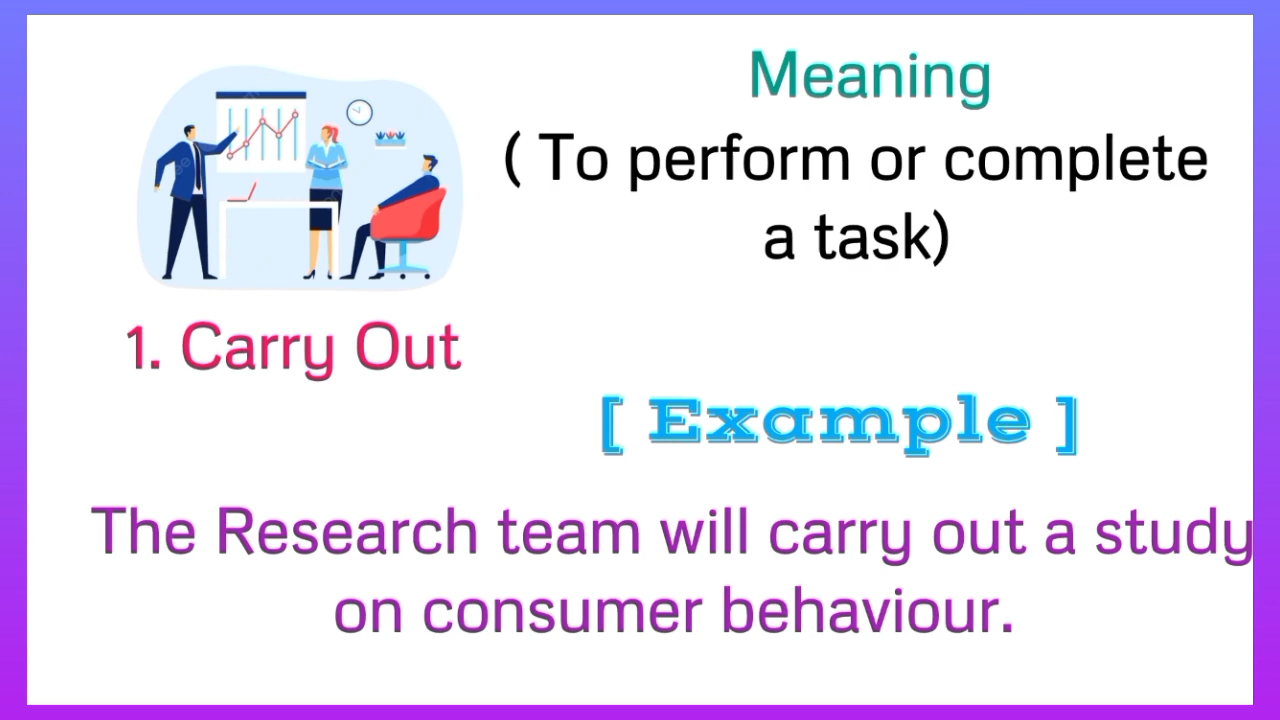 Meaning
( To perform or complete
a task)
1. Carry Out
[ Example ]
The Research team will carry out a study
on consumer behaviour.